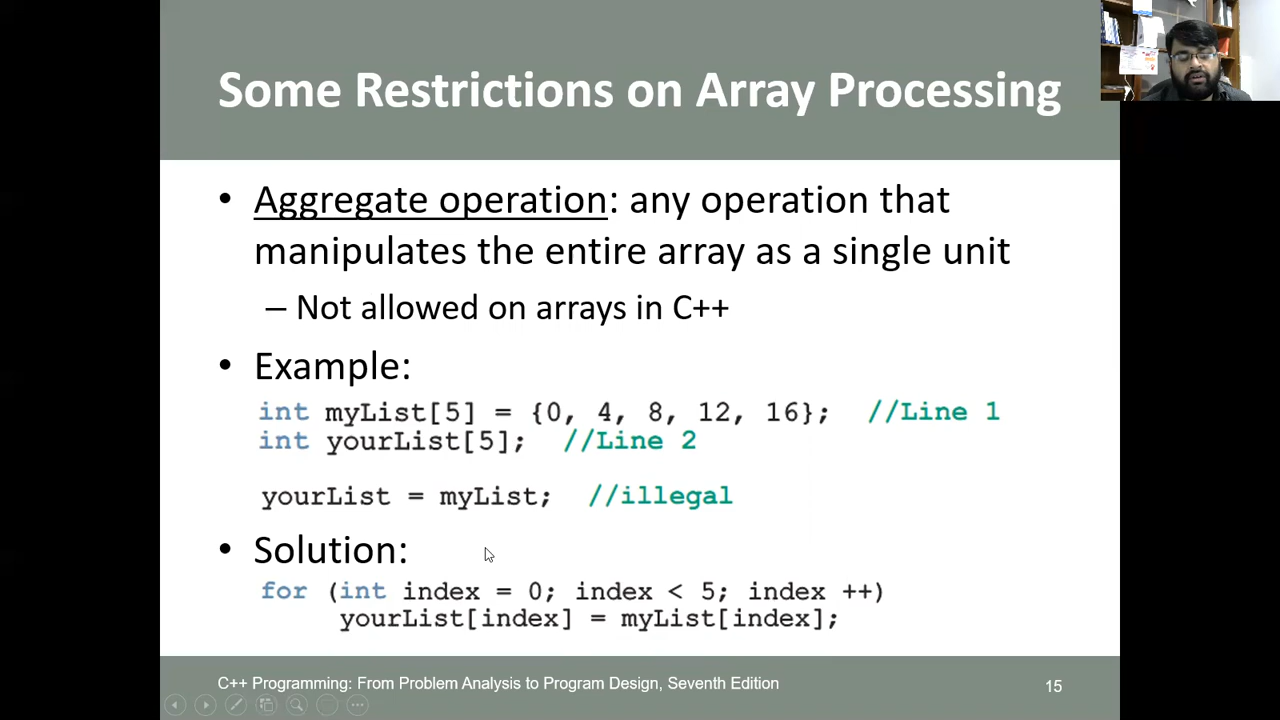 Some Restrictions on Array Processing
• Aggregate operation: any operation that
manipulates the entire array as a single unit
– Not allowed on arrays in C++
• Example:
int myList[5] = {0, 4, 8, 12, 16}; //Line 1
int yourList[5]; //Line 2
yourList = myList; //illegal
• Solution:
for (int index = 0; index < 5; index ++)
yourList[index] = myList[index];
C++ Programming: From Problem Analysis to Program Design, Seventh Edition
15